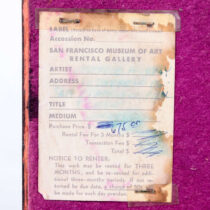 LABEL
Accession No.
SAN FRANCISCO MUSEUM OF ART
RENTAL GALLERY
ARTIST
ADDRESS
TITLE
MEDIUM
Purchase Price $
Rental Fee For 3 Months $
Transaction Fee $
Total $
NOTICE TO RENTER:
This work may be rented for THREE
MONTHS, and be re-rented for addi-
tional three-months periods. If not re-
turned by due date, a charge of
be made for each day overdue.